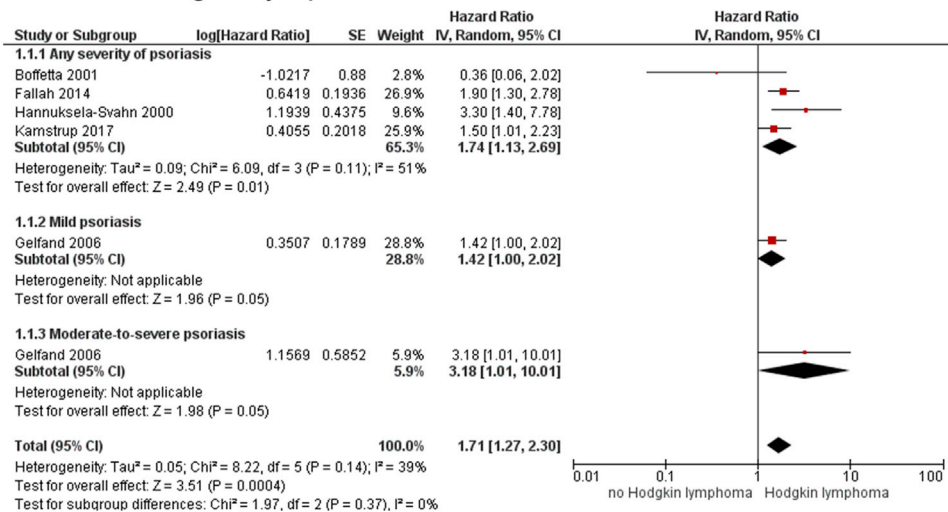 Hazard Ratio Hazard Ratio
Study or Subgroup log[Hazard Ratio] SE Weight IV, Random, 95% CI IV, Random, 95% CI
1.1.1 Any severity of psoriasis
Boffetta 2001 -1.0217 0.88 2.8% 0.36 [0.06, 2.02]
Fallah 2014 0.6419 0.1936 26.9% 1.90 [1.30, 2.78]
Hannuksela-Svahn 2000 1.1939 0.4375 9.6% 3.30 [1.40, 7.78]
Kamstrup 2017 0.4055 0.2018 25.9% 1.50 [1.01, 2.23]
Subtotal (95% CI) 65.3% 1.74 [1.13, 2.69]
Heterogeneity: Tau² = 0.09; Chi² = 6.09, df = 3 (P = 0.11); I² = 51%
Test for overall effect: Z = 2.49 (P = 0.01)
1.1.2 Mild psoriasis
Gelfand 2006 0.3507 0.1789 28.8% 1.42 [1.00, 2.02]
Subtotal (95% CI) 28.8% 1.42 [1.00, 2.02]
Heterogeneity: Not applicable
Test for overall effect: Z = 1.96 (P = 0.05)
1.1.3 Moderate-to-severe psoriasis
Gelfand 2006 1.1569 0.5852 5.9% 3.18 [1.01, 10.01]
Subtotal (95% CI) 5.9% 3.18 [1.01, 10.01]
Heterogeneity: Not applicable
Test for overall effect: Z = 1.98 (P = 0.05)
Total (95% CI) 100.0% 1.71 [1.27, 2.30]
Heterogeneity: Tau² = 0.05; Chi² = 8.22, df = 5 (P = 0.14); I² = 39%
Test for overall effect: Z = 3.51 (P = 0.0004)
Test for subgroup differences: Chi² = 1.97, df = 2 (P = 0.37), I² = 0%
0.01 0.1 1 10 100
no Hodgkin lymphoma Hodgkin lymphoma